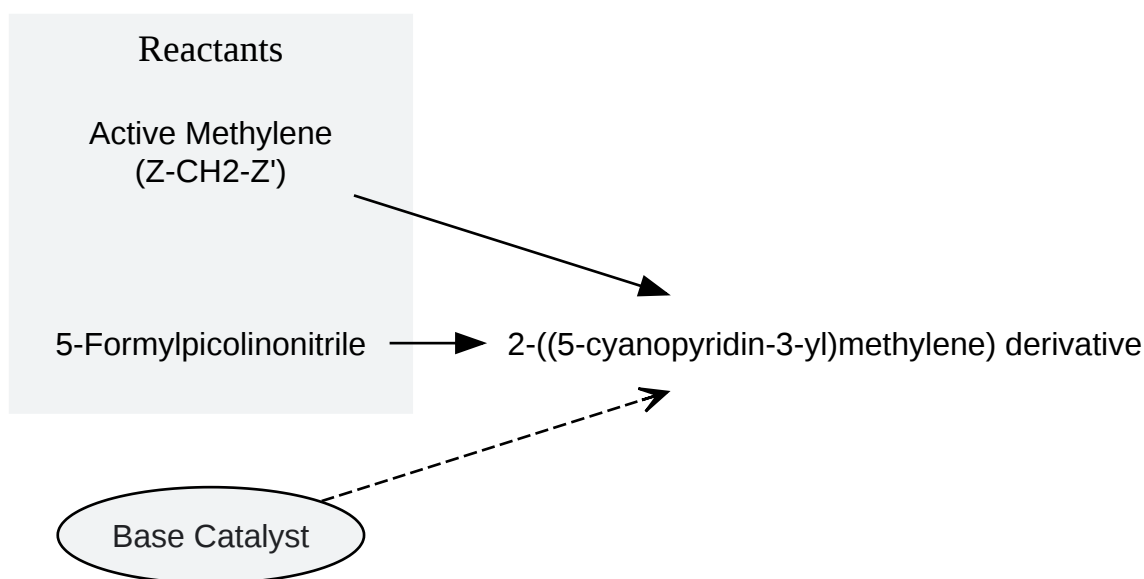 Reactants
Active Methylene
(Z-CH2-Z')
5-Formylpicolinonitrile
2-((5-cyanopyridin-3-yl)methylene) derivative
Base Catalyst